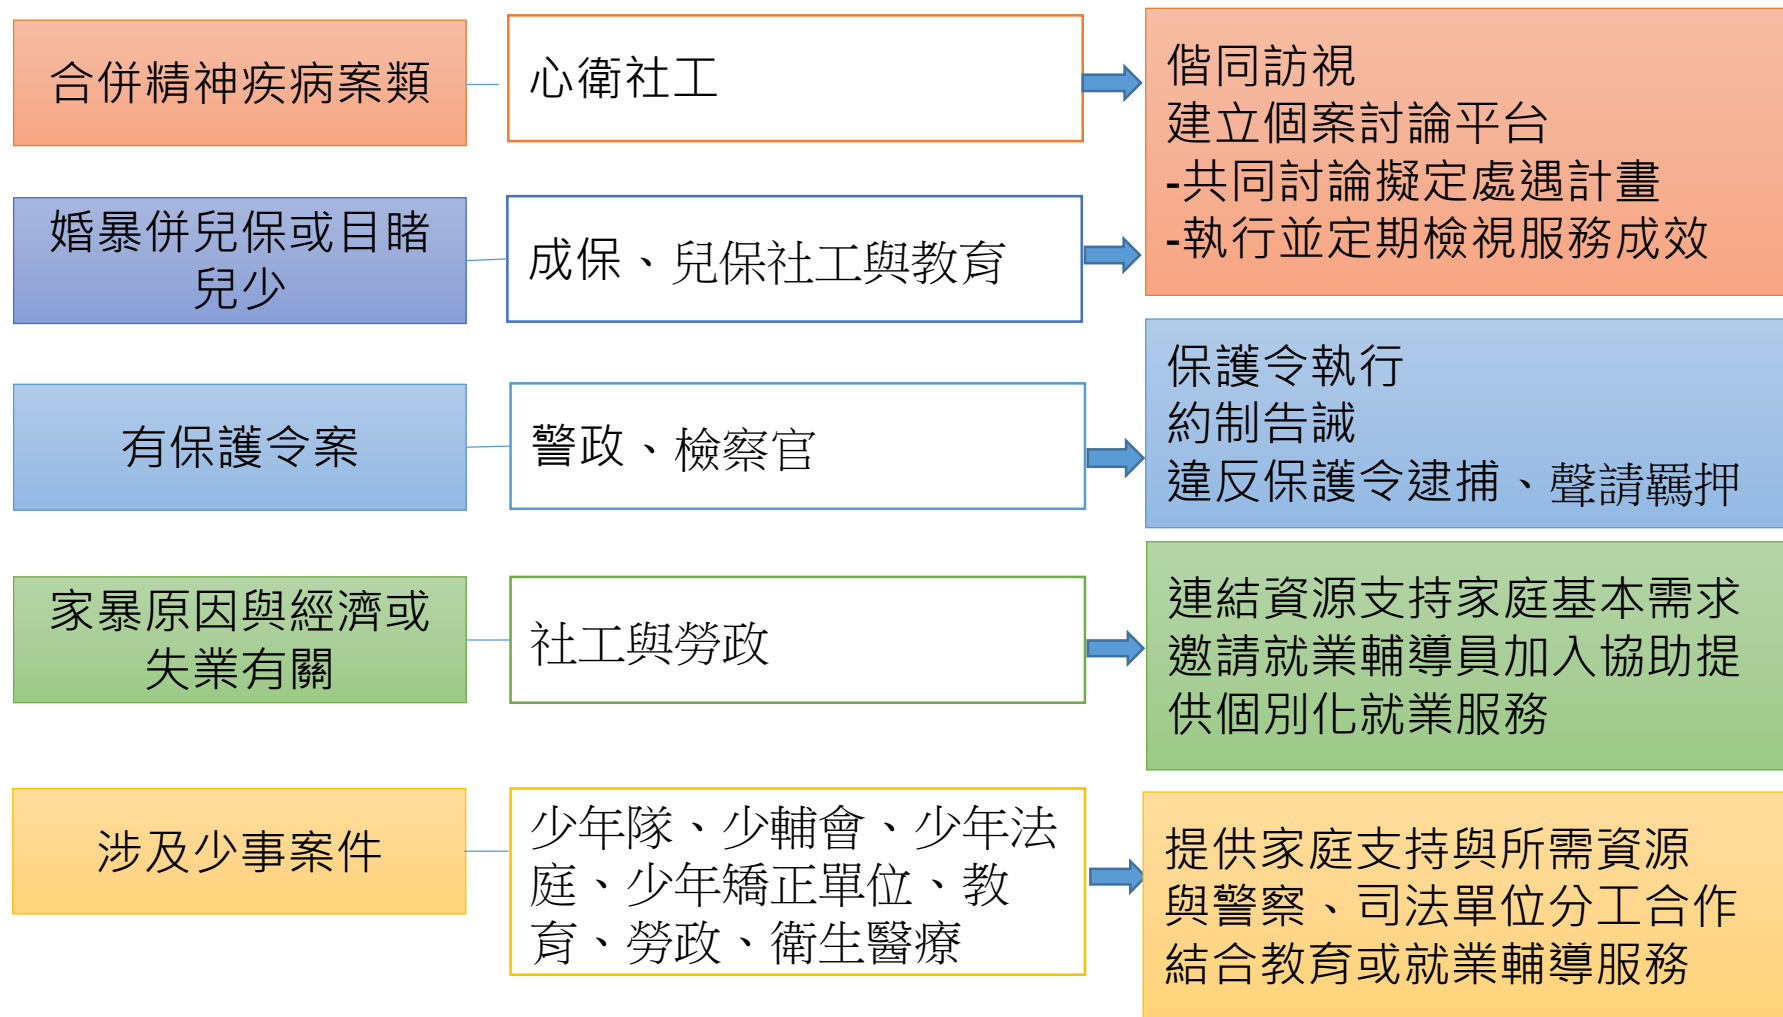 合併精神疾病案類
心衛社工
偕同訪視
建立個案討論平台
-共同討論擬定處遇計畫
-執行並定期檢視服務成效
婚暴併兒保或目睹
兒少
成保、兒保社工與教育
有保護令案
警政、檢察官
保護令執行
約制告誡
違反保護令逮捕、聲請羈押
家暴原因與經濟或
失業有關
社工與勞政
連結資源支持家庭基本需求
邀請就業輔導員加入協助提
供個別化就業服務
涉及少事案件
少年隊、少輔會、少年法
庭、少年矯正單位、教
育、勞政、衛生醫療
提供家庭支持與所需資源
與警察、司法單位分工合作
結合教育或就業輔導服務